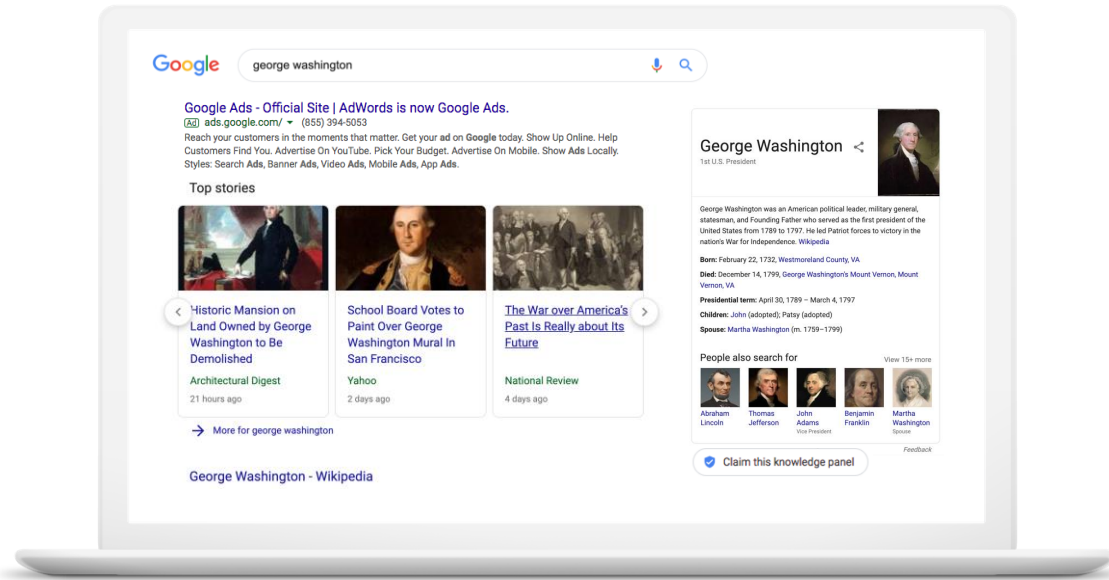 Google
george washington
Google Ads - Official Site | AdWords is now Google Ads.
Ad ads.google.com/ (855) 394-5053
Reach your customers in the moments that matter. Get your ad on Google today. Show Up Online. Help
Customers Find You. Advertise On YouTube. Pick Your Budget. Advertise On Mobile. Show Ads Locally.
Styles: Search Ads, Banner Ads, Video Ads, Mobile Ads, App Ads.
Top stories
Historic Mansion on
Land Owned by George
Washington to Be
Demolished
Architectural Digest
21 hours ago
School Board Votes to
Paint Over George
Washington Mural In
San Francisco
Yahoo
2 days ago
The War over America's
Past Is Really about Its
Future
National Review
4 days ago
More for george washington
George Washington - Wikipedia
George Washington
1st U.S. President
George Washington was an American political leader, military general,
statesman, and Founding Father who served as the first president of the
United States from 1789 to 1797. He led Patriot forces to victory in the
nation's War for Independence. Wikipedia
Born: February 22, 1732, Westmoreland County, VA
Died: December 14, 1799, George Washington's Mount Vernon, Mount
Vernon, VA
Presidential term: April 30, 1789 – March 4, 1797
Children: John (adopted); Patsy (adopted)
Spouse: Martha Washington (m. 1759–1799)
People also search for
View 15+ more
Abraham
Lincoln
Thomas
Jefferson
John
Adams
Vice President
Benjamin
Franklin
Martha
Washington
Spouse
Feedback
Claim this knowledge panel